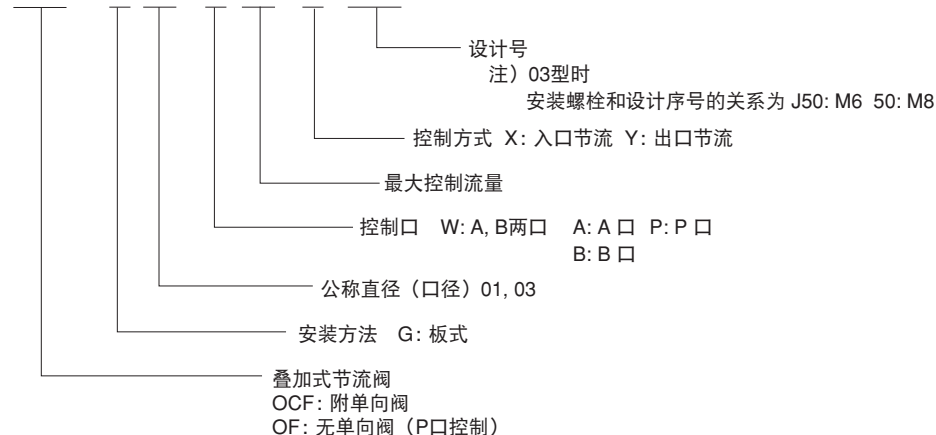 设计号
注）03型时
安装螺栓和设计序号的关系为 J50: M6 50: M8
控制方式 X: 入口节流 Y: 出口节流
最大控制流量
控制口 W: A, B两口 A: A 口 P: P 口
B: B 口
公称直径（口径）01, 03
安装方法 G: 板式
叠加式节流阀
OCF: 附单向阀
OF: 无单向阀（P口控制）